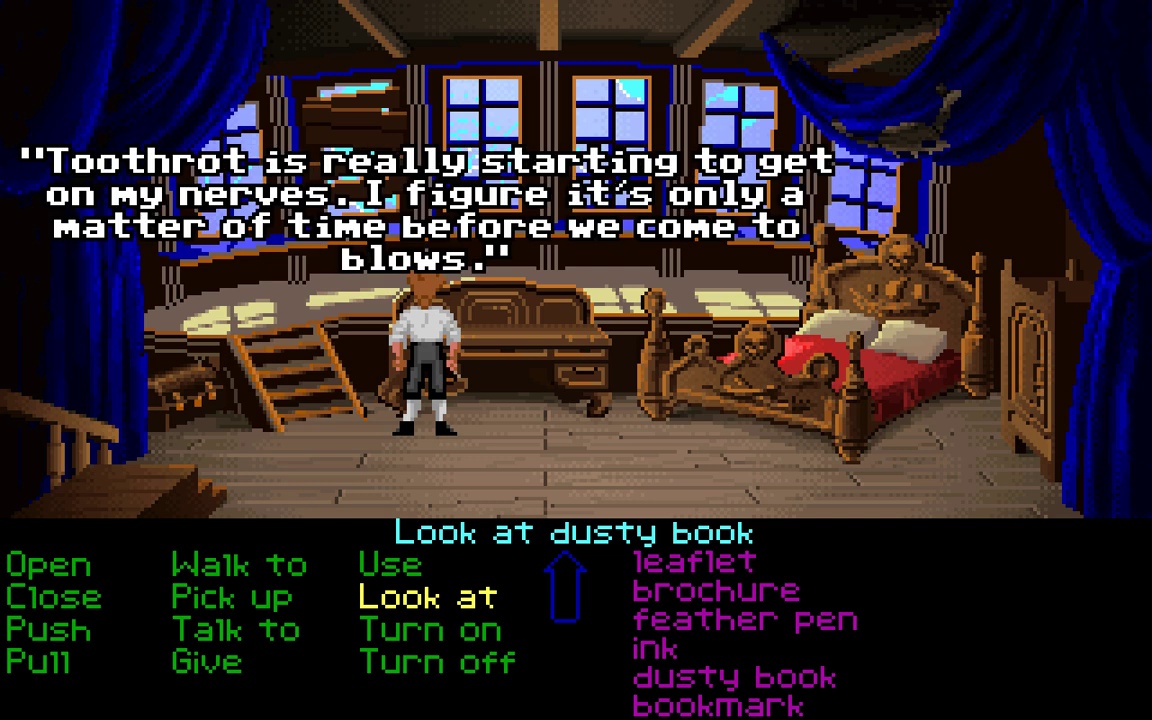 "Toothrot is really starting to get
on my nerves. I figure it's only a
matter of time before we come to
blows."
Look at dusty book
Open Walk to Use
Close Pick up Look at
Push Talk to Turn on
Pull Give Turn off
leaflet
brochure
feather pen
ink
dusty book
bookmark